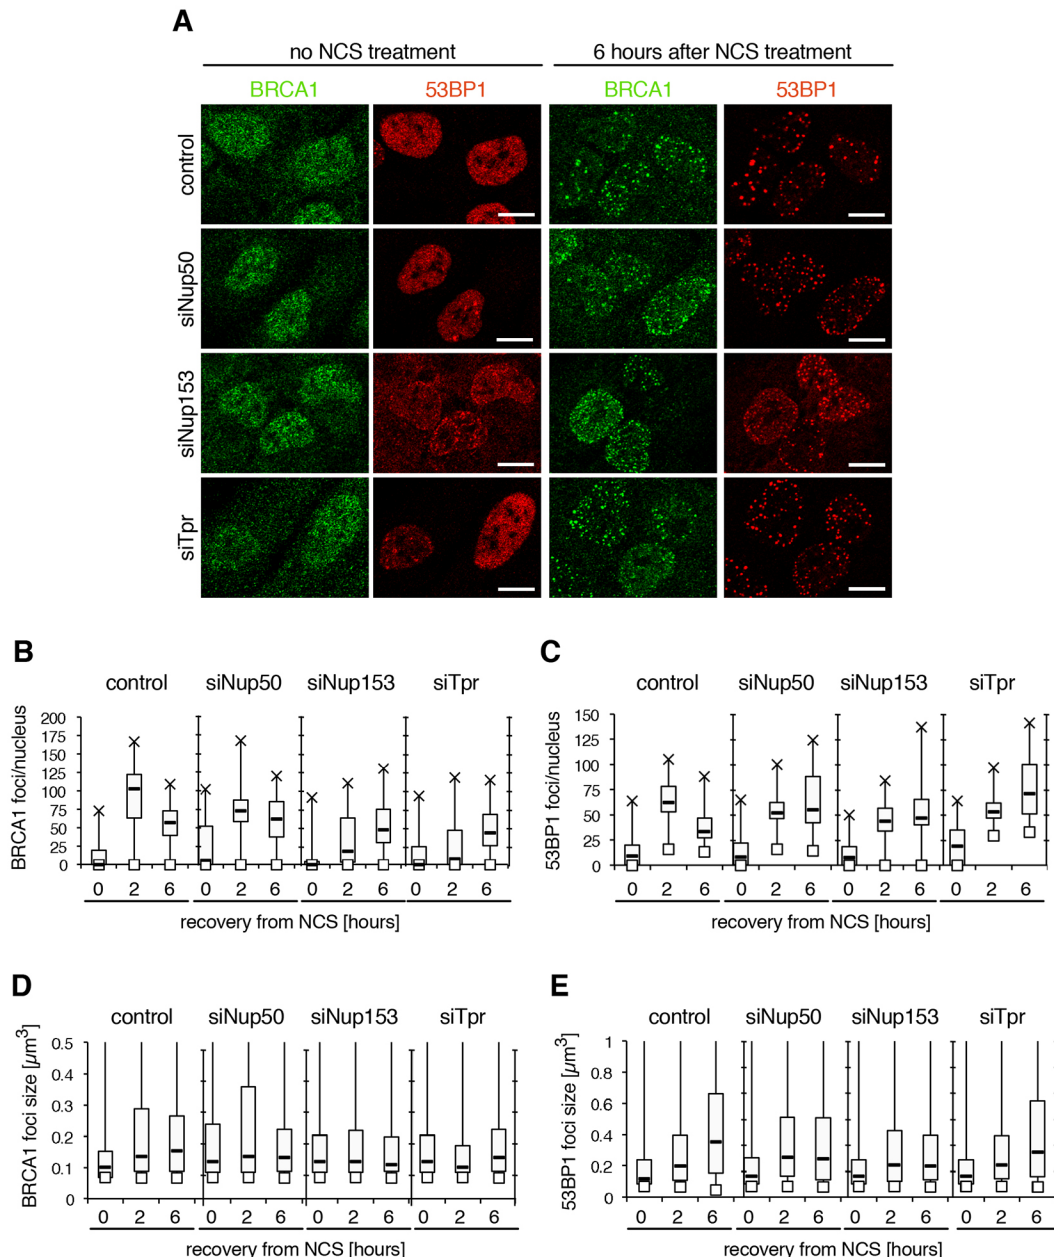 A
no NCS treatment 6 hours after NCS treatment
BRCA1 53BP1 BRCA1 53BP1
control
siNup50
siNup153
siTpr
B
control siNup50 siNup153 siTpr
BRCA1 foci/nucleus
200
175
150
125
100
75
50
25
0
0 2 6 0 2 6 0 2 6 0 2 6
recovery from NCS [hours]
C
control siNup50 siNup153 siTpr
53BP1 foci/nucleus
150
125
100
75
50
25
0
0 2 6 0 2 6 0 2 6 0 2 6
recovery from NCS [hours]
D
control siNup50 siNup153 siTpr
BRCA1 foci size [µm³]
0.5
0.4
0.3
0.2
0.1
0
0 2 6 0 2 6 0 2 6 0 2 6
recovery from NCS [hours]
E
control siNup50 siNup153 siTpr
53BP1 foci size [µm³]
1
0.8
0.6
0.4
0.2
0
0 2 6 0 2 6 0 2 6 0 2 6
recovery from NCS [hours]